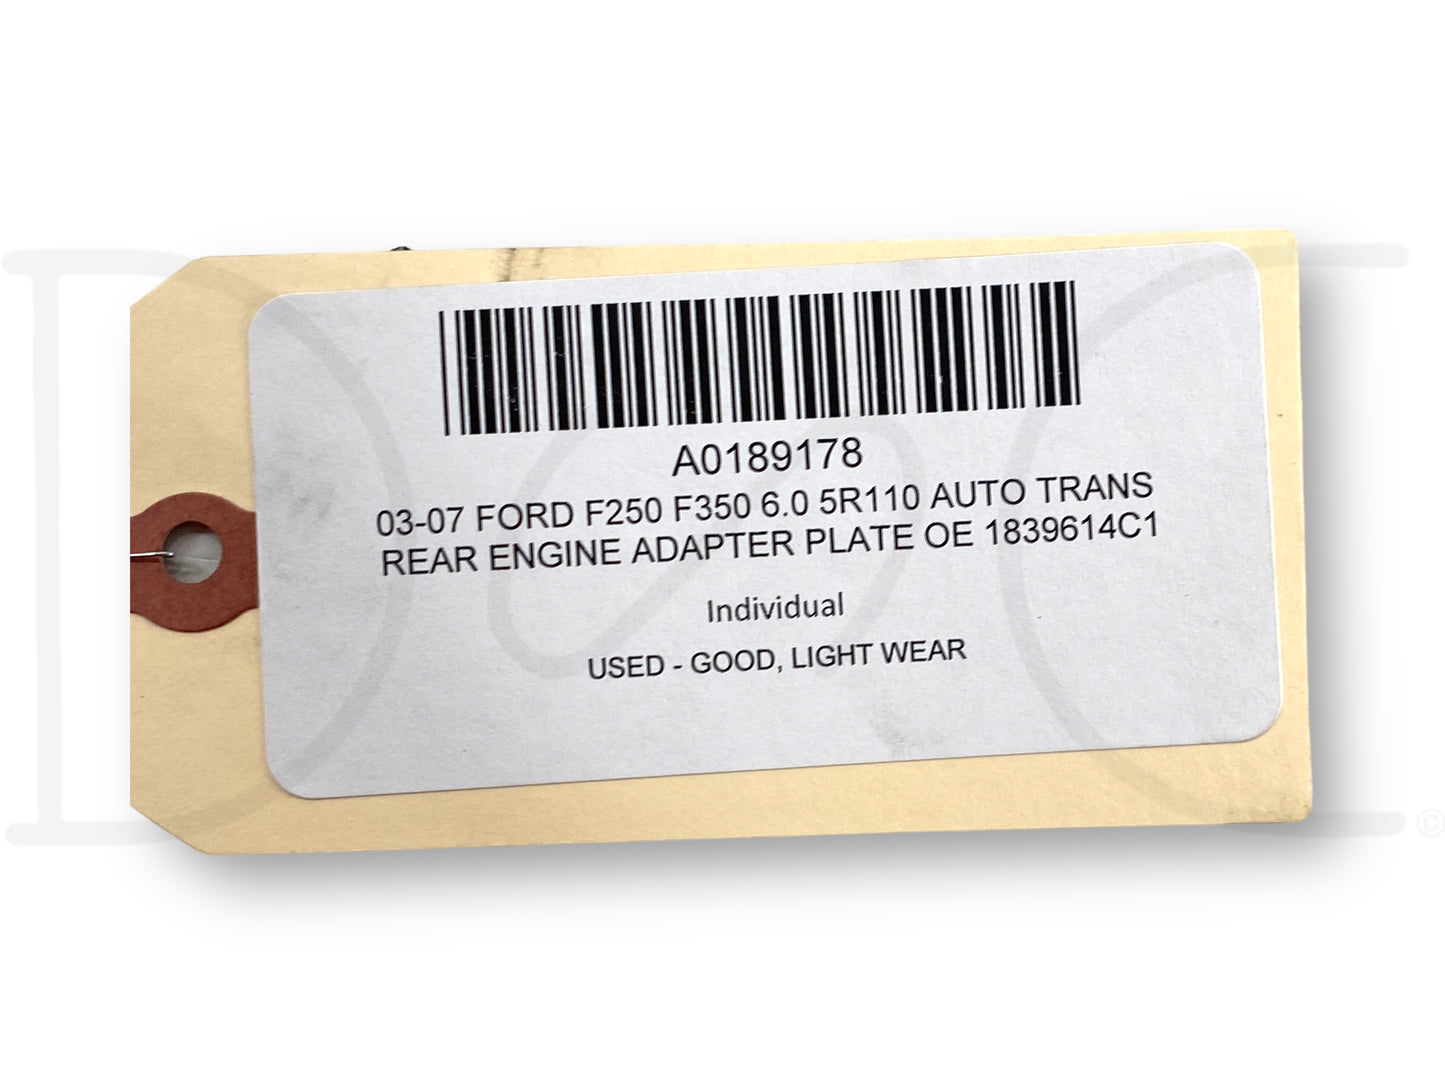 A0189178
03-07 FORD F250 F350 6.0 5R110 AUTO TRANS
REAR ENGINE ADAPTER PLATE OE 1839614C1
Individual
USED - GOOD, LIGHT WEAR